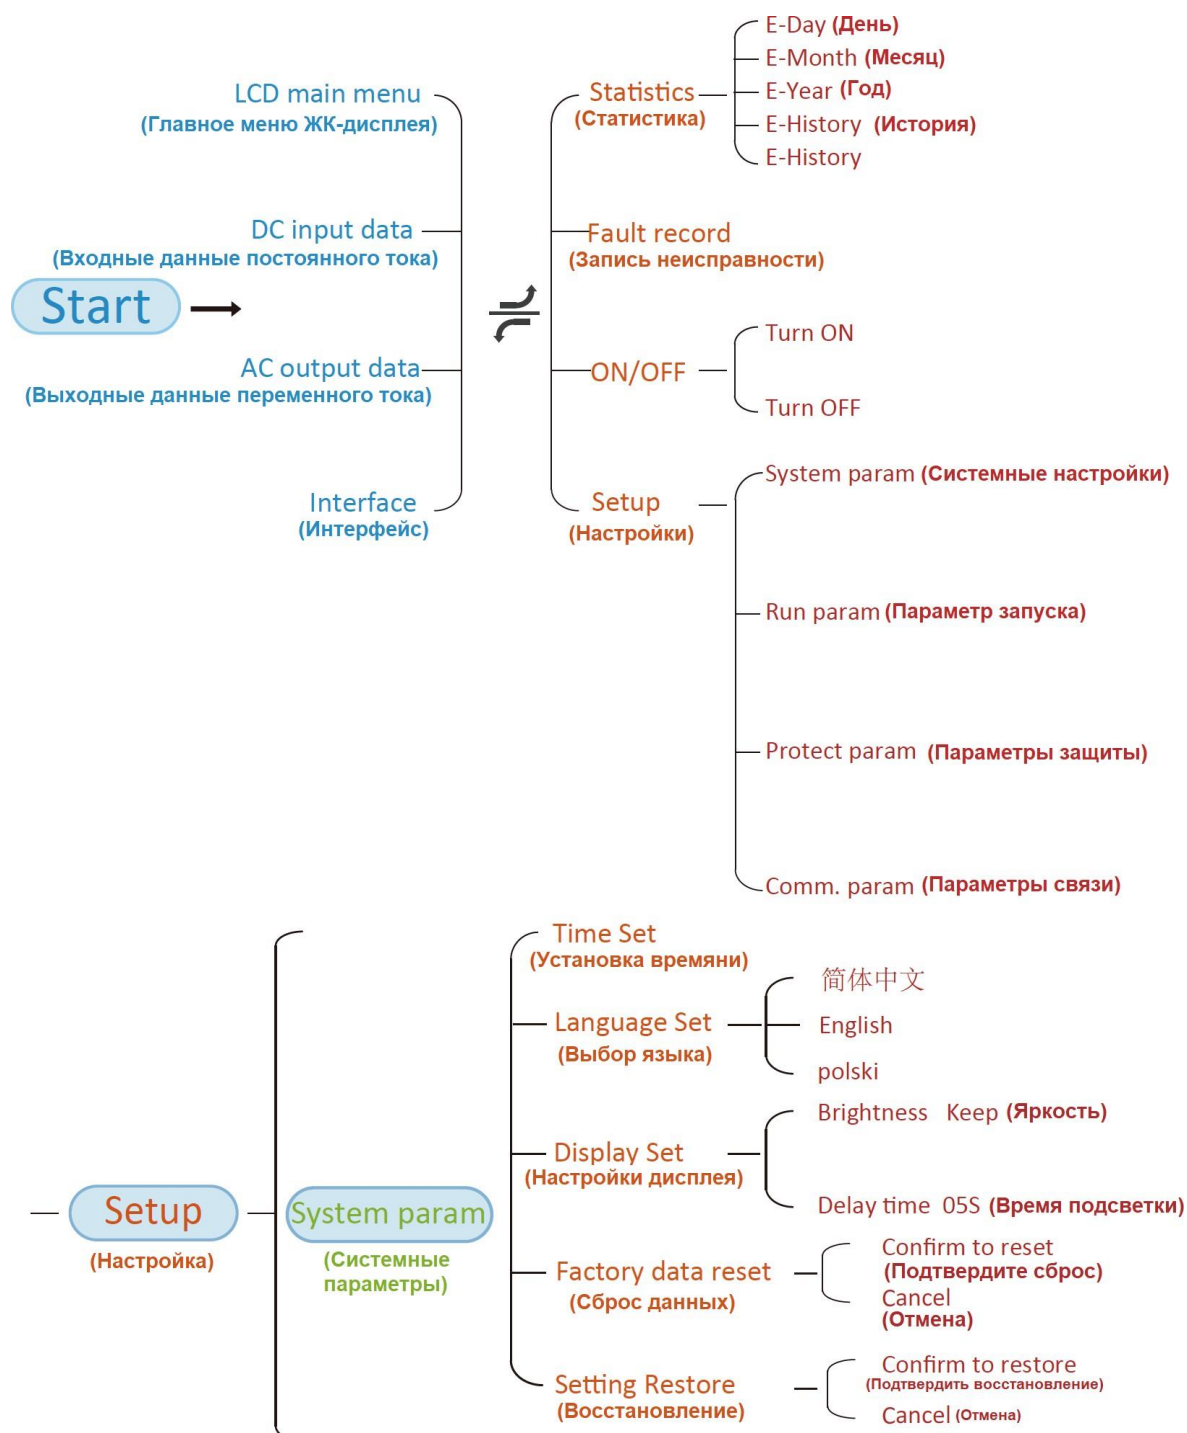 LCD main menu
(Главное меню ЖК-дисплея)
DC input data
(Входные данные постоянного тока)
Start
AC output data
(Выходные данные переменного тока)
Interface
(Интерфейс)
Statistics
(Статистика)
E-Day (День)
E-Month (Месяц)
E-Year (Год)
E-History (История)
E-History
Fault record
(Запись неисправности)
ON/OFF
Turn ON
Turn OFF
Setup
(Настройки)
System param (Системные настройки)
Run param (Параметр запуска)
Protect param (Параметры защиты)
Comm. param (Параметры связи)
Setup
(Настройка)
System param
(Системные
параметры)
Time Set
(Установка времяни)
Language Set
(Выбор языка)
简体中文
English
polski
Display Set
(Настройки дисплея)
Brightness Keep (Яркость)
Delay time 05S (Время подсветки)
Factory data reset
(Сброс данных)
Confirm to reset
(Подтвердите сброс)
Cancel
(Отмена)
Setting Restore
(Восстановление)
Confirm to restore
(Подтвердить восстановление)
Cancel (Отмена)